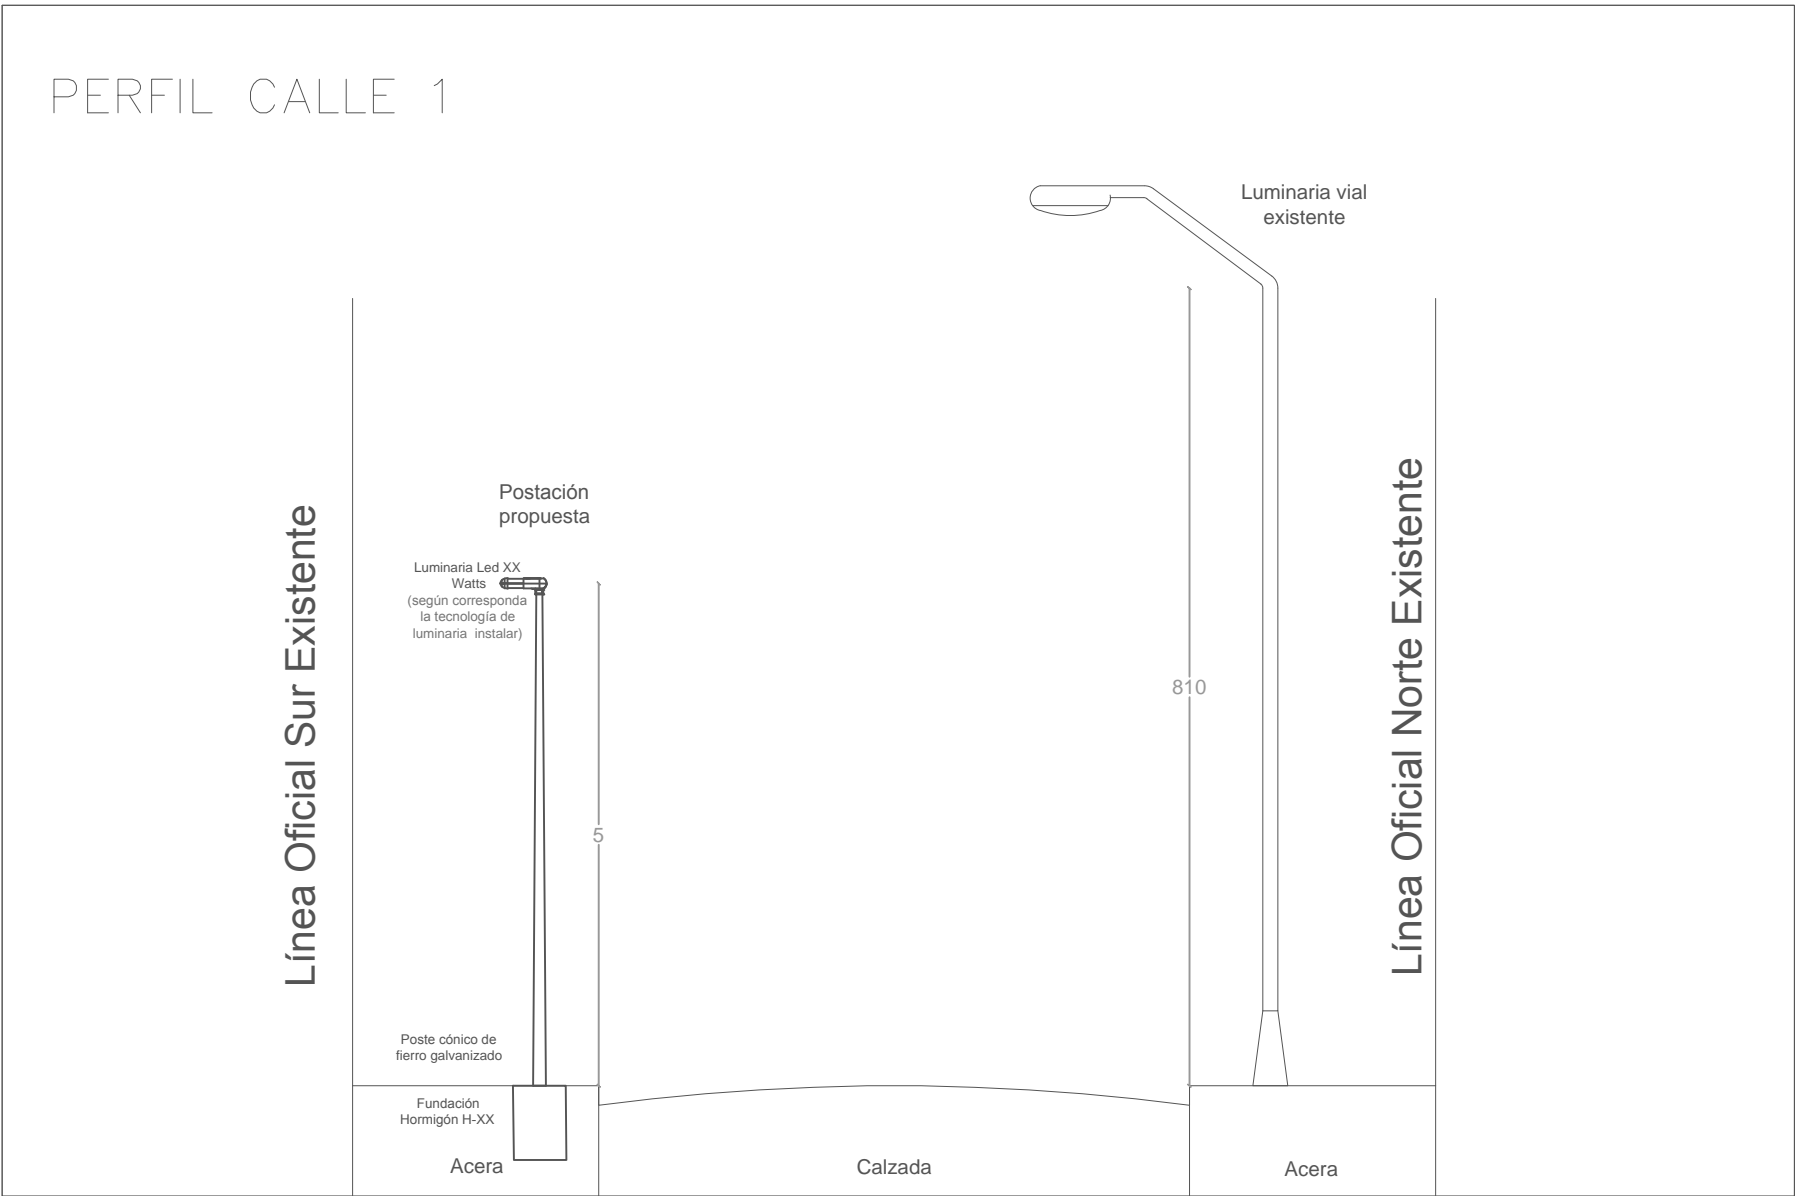 PERFIL CALLE 1
Luminaria vial
existente
Línea Oficial Sur Existente
Postación
propuesta
Luminaria Led XX
Watts
(según corresponda
la tecnología de
luminaria instalar)
5
810
Línea Oficial Norte Existente
Poste cónico de
fierro galvanizado
Fundación
Hormigón H-XX
Acera
Calzada
Acera